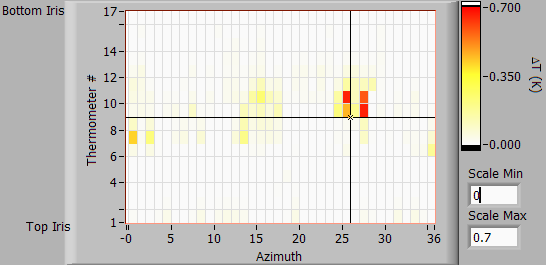 Bottom Iris
17
14
12
10
8
6
4
1
Top Iris
Thermometer #
-0 5 10 15 20 25 30 36
Azimuth
0.700
0.350
0.000
ΔT (K)
Scale Min
0
Scale Max
0.7